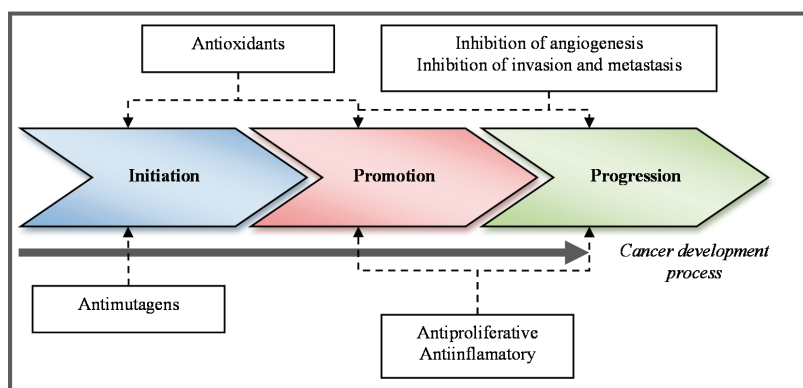 Antioxidants
Inhibition of angiogenesis
Inhibition of invasion and metastasis
Initiation
Promotion
Progression
Cancer development
process
Antimutagens
Antiproliferative
Antiinflamatory